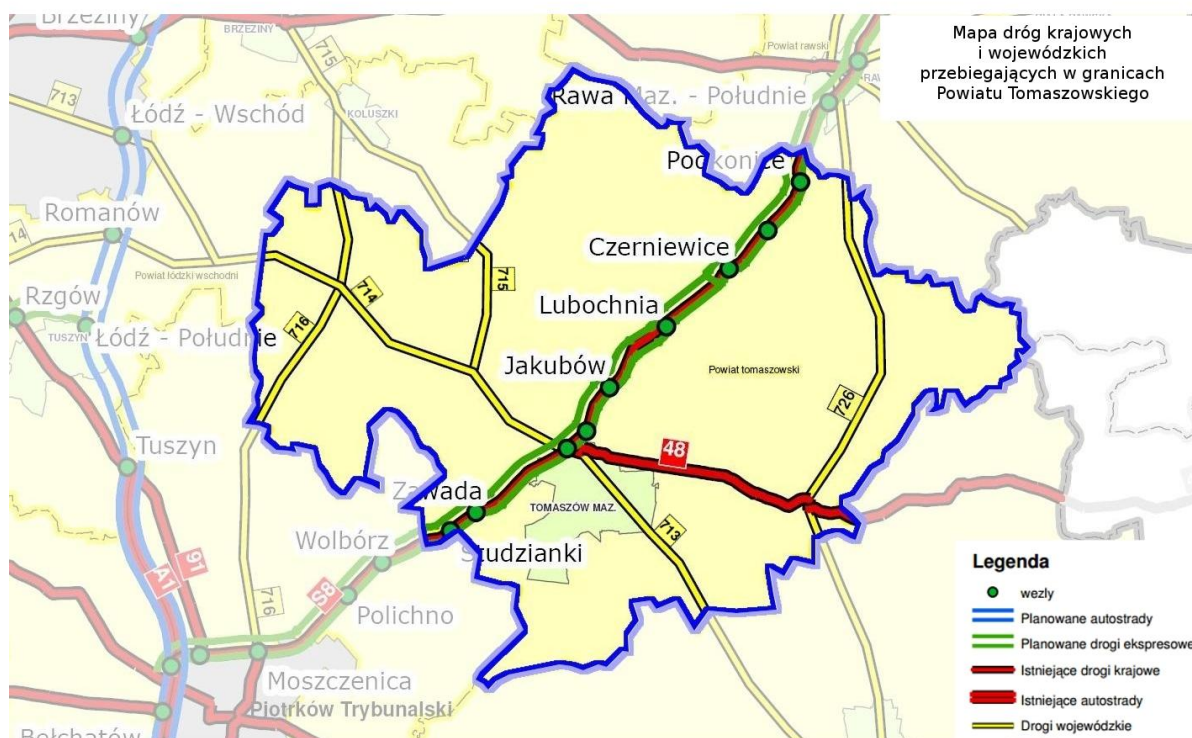 Mapa dróg krajowych
i wojewódzkich
przebiegających w granicach
Powiatu Tomaszowskiego
Brzeziny
BRZEZINY
715
Powiat rawski
713
Łódź - Wschód
KOLUSZKI
Rawa Maz. - Południe
Podkonice
Romanów
Powiat łódzki wschodni
Czerniewice
715
714
716
Rzgów
TUSZYN
Łódź - Południe
Lubochnia
Jakubów
Powiat tomaszowski
726
Tuszyn
48
Zawada
TOMASZÓW MAZ.
713
Wolbórz
Studzianki
91
A1
S8
716
Polichno
Moszczenica
Piotrków Trybunalski
Bełchatów
Legenda
wezly
Planowane autostrady
Planowane drogi ekspresowe
Istniejące drogi krajowe
Istniejące autostrady
Drogi wojewódzkie